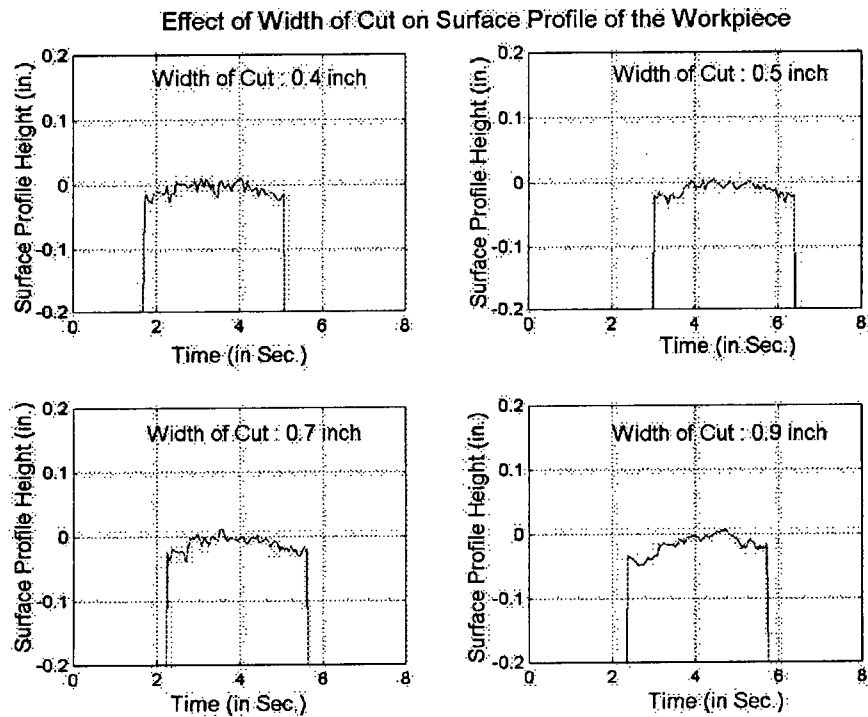 Effect of Width of Cut on Surface Profile of the Workpiece
Surface Profile Height (in.)
0.2
0.1
0
-0.1
-0.2
Width of Cut : 0.4 inch
0 2 4 6 8
Time (in Sec.)
Surface Profile Height (in.)
0.2
0.1
0
-0.1
-0.2
Width of Cut : 0.5 inch
0 2 4 6 8
Time (in Sec.)
Surface Profile Height (in.)
0.2
0.1
0
-0.1
-0.2
Width of Cut : 0.7 inch
0 2 4 6 8
Time (in Sec.)
Surface Profile Height (in.)
0.2
0.1
0
-0.1
-0.2
Width of Cut : 0.9 inch
0 2 4 6 8
Time (in Sec.)